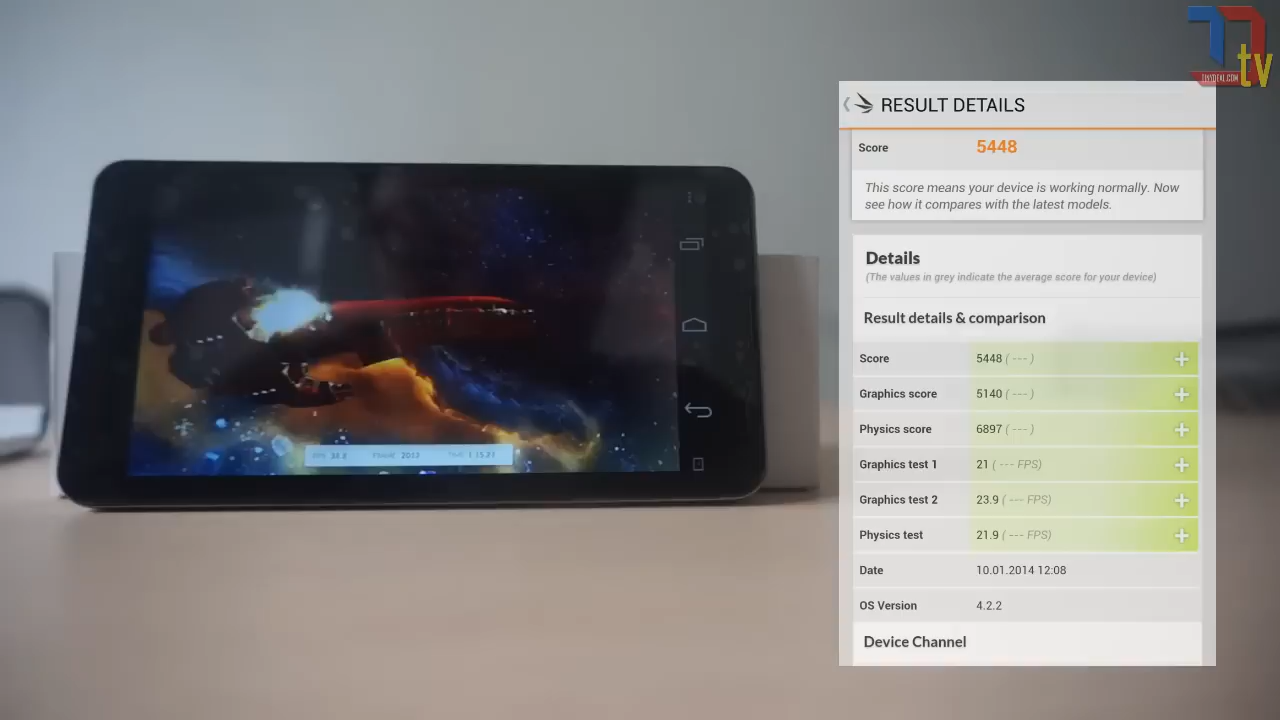 tv
TINYDEAL.COM
RESULT DETAILS
Score 5448
This score means your device is working normally. Now
see how it compares with the latest models.
Details
(The values in grey indicate the average score for your device)
Result details & comparison
Score 5448 ( --- )
Graphics score 5140 ( --- )
Physics score 6897 ( --- )
Graphics test 1 21 ( --- FPS)
Graphics test 2 23.9 ( --- FPS)
Physics test 21.9 ( --- FPS)
Date 10.01.2014 12:08
OS Version 4.2.2
Device Channel